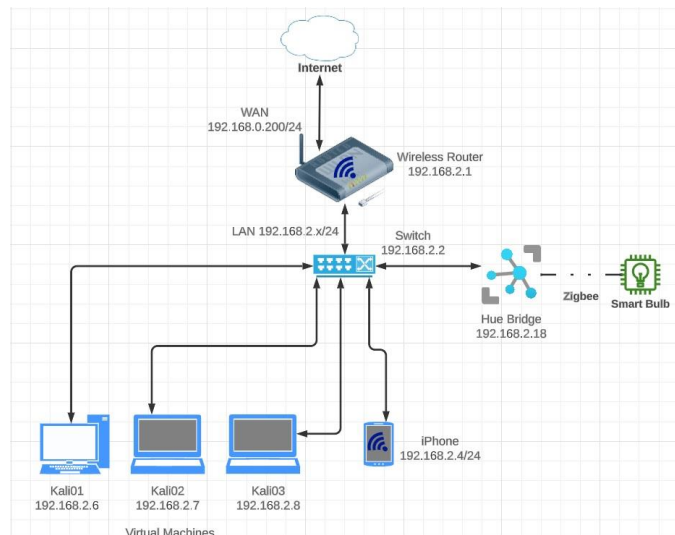 Internet
WAN
192.168.0.200/24
Wireless Router
192.168.2.1
LAN 192.168.2.x/24
Switch
192.168.2.2
Zigbee
Smart Bulb
Hue Bridge
192.168.2.18
iPhone
192.168.2.4/24
Kali01
192.168.2.6
Kali02
192.168.2.7
Kali03
192.168.2.8
Virtual Machines